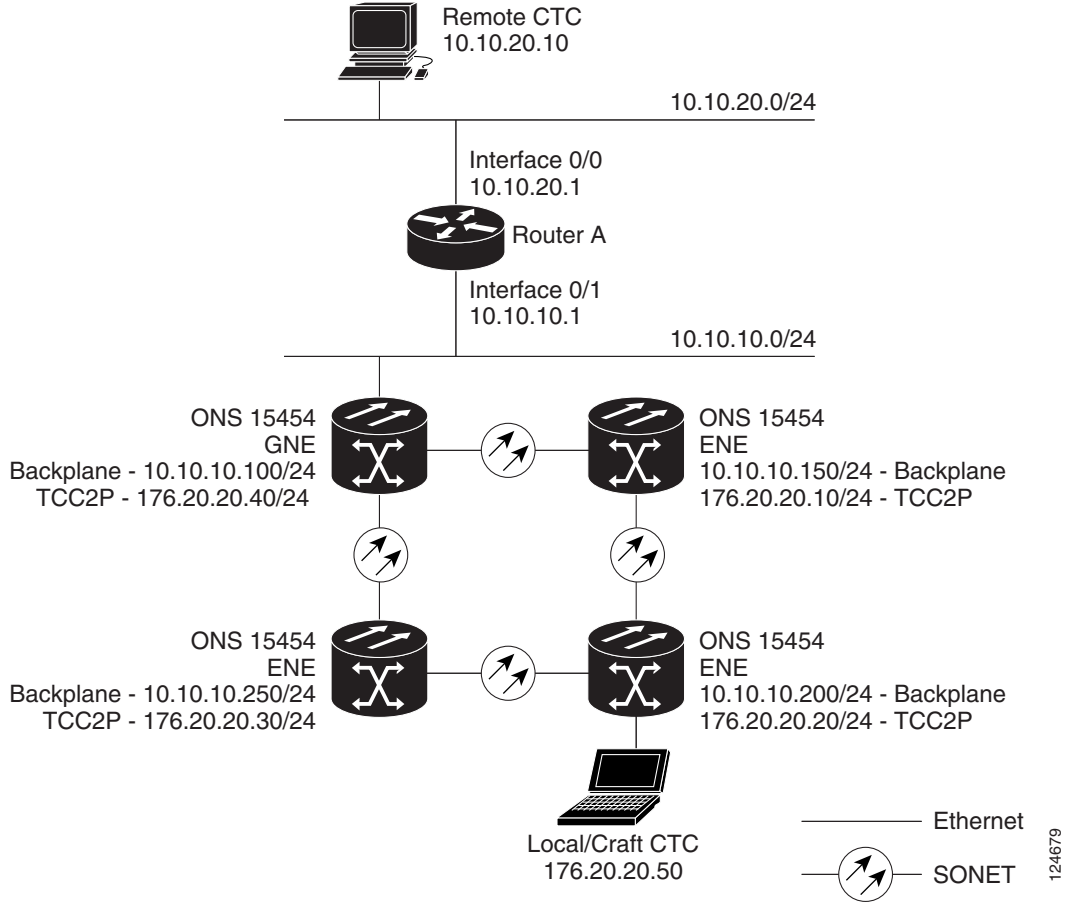 Remote CTC
10.10.20.10
10.10.20.0/24
Interface 0/0
10.10.20.1
Router A
Interface 0/1
10.10.10.1
10.10.10.0/24
ONS 15454
GNE
Backplane - 10.10.10.100/24
TCC2P - 176.20.20.40/24
ONS 15454
ENE
10.10.10.150/24 - Backplane
176.20.20.10/24 - TCC2P
ONS 15454
ENE
Backplane - 10.10.10.250/24
TCC2P - 176.20.20.30/24
ONS 15454
ENE
10.10.10.200/24 - Backplane
176.20.20.20/24 - TCC2P
Local/Craft CTC
176.20.20.50
Ethernet
SONET
124679